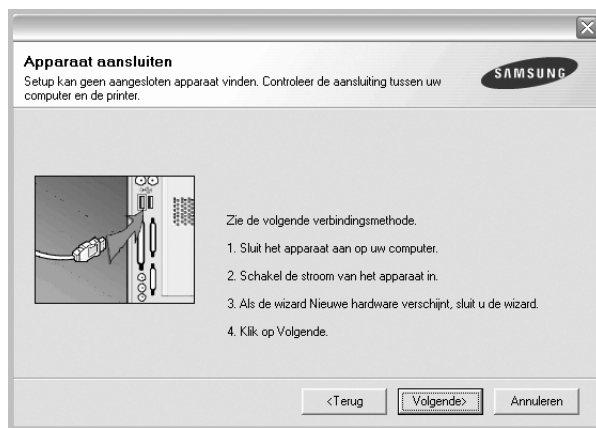 Apparaat aansluiten
Setup kan geen aangesloten apparaat vinden. Controleer de aansluiting tussen uw
computer en de printer.
SAMSUNG
Zie de volgende verbindingsmethode.
1. Sluit het apparaat aan op uw computer.
2. Schakel de stroom van het apparaat in.
3. Als de wizard Nieuwe hardware verschijnt, sluit u de wizard.
4. Klik op Volgende.
<Terug
Volgende>
Annuleren